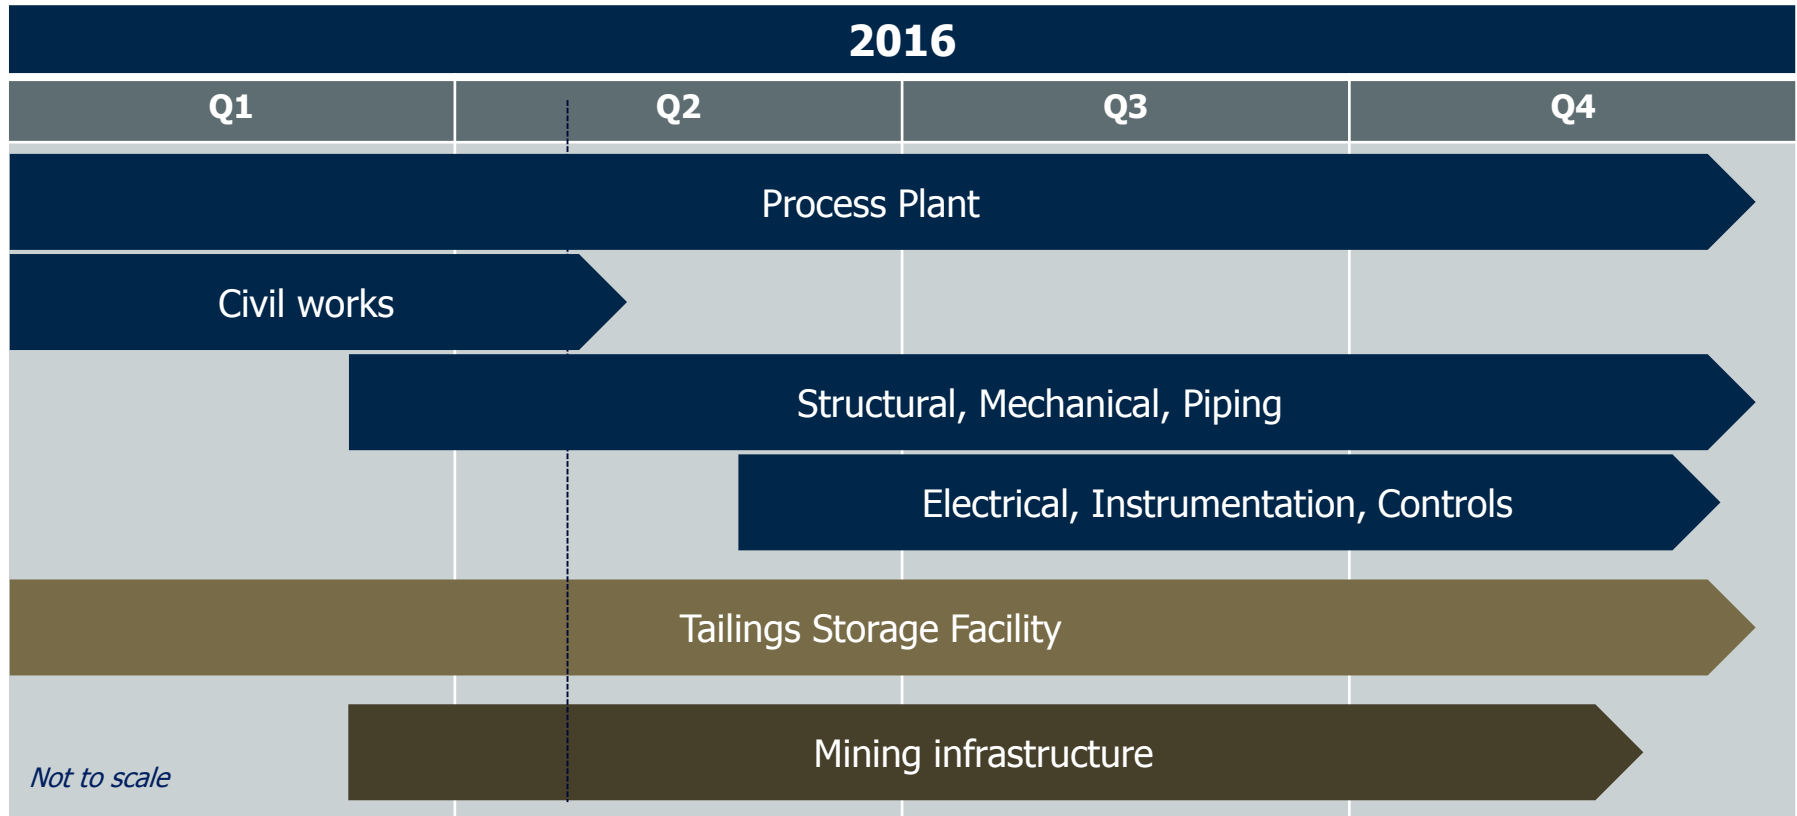 2016
Q1 Q2 Q3 Q4
Process Plant
Civil works
Structural, Mechanical, Piping
Electrical, Instrumentation, Controls
Tailings Storage Facility
Mining infrastructure
Not to scale